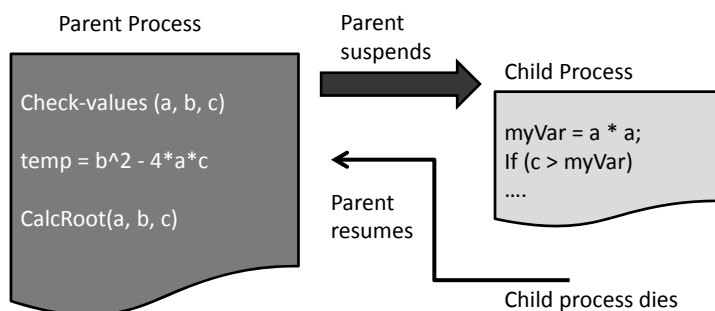 Parent Process
Check-values (a, b, c)
temp = b^2 - 4*a*c
CalcRoot(a, b, c)
Parent
suspends
Child Process
myVar = a * a;
If (c > myVar)
....
Parent
resumes
Child process dies